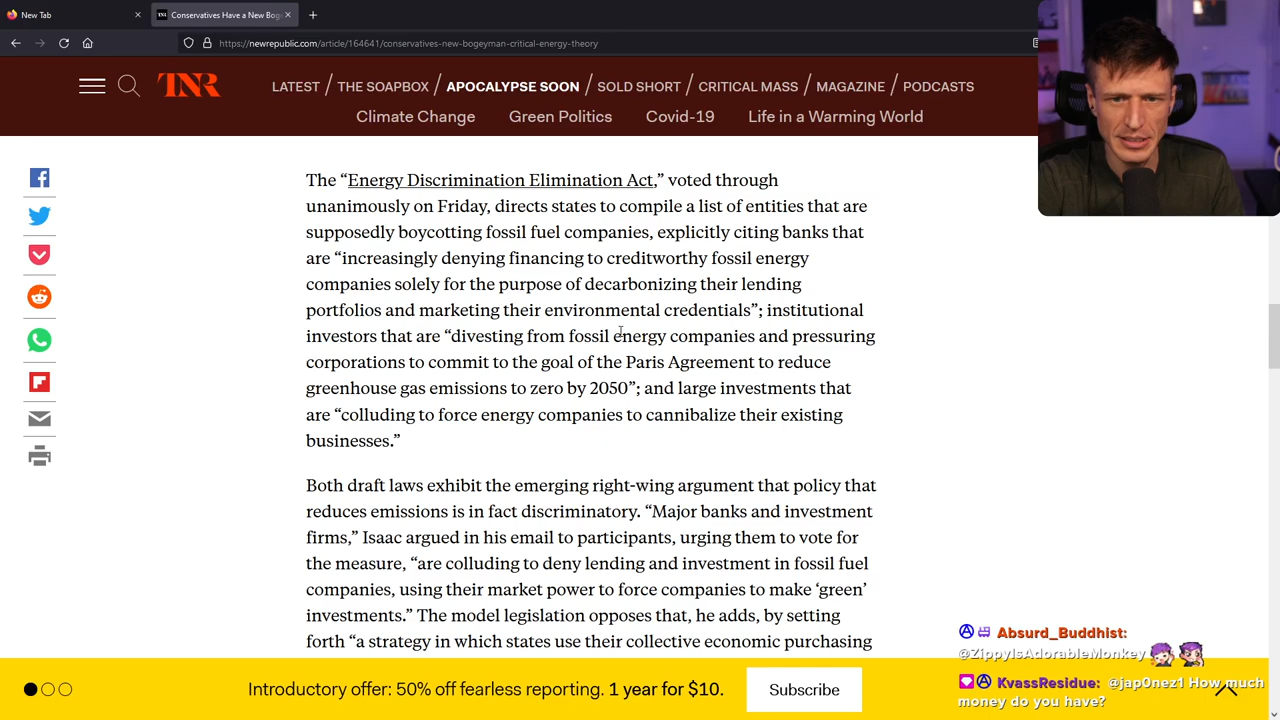 New Tab
Conservatives Have a New Bog
https://newrepublic.com/article/164641/conservatives-new-bogeyman-critical-energy-theory
TNR
LATEST / THE SOAPBOX / APOCALYPSE SOON / SOLD SHORT / CRITICAL MASS / MAGAZINE / PODCASTS
Climate Change Green Politics Covid-19 Life in a Warming World
The “Energy Discrimination Elimination Act,” voted through
unanimously on Friday, directs states to compile a list of entities that are
supposedly boycotting fossil fuel companies, explicitly citing banks that
are “increasingly denying financing to creditworthy fossil energy
companies solely for the purpose of decarbonizing their lending
portfolios and marketing their environmental credentials”; institutional
investors that are “divesting from fossil energy companies and pressuring
corporations to commit to the goal of the Paris Agreement to reduce
greenhouse gas emissions to zero by 2050”; and large investments that
are “colluding to force energy companies to cannibalize their existing
businesses.”
Both draft laws exhibit the emerging right-wing argument that policy that
reduces emissions is in fact discriminatory. “Major banks and investment
firms,” Isaac argued in his email to participants, urging them to vote for
the measure, “are colluding to deny lending and investment in fossil fuel
companies, using their market power to force companies to make ‘green’
investments.” The model legislation opposes that, he adds, by setting
forth “a strategy in which states use their collective economic purchasing
Introductory offer: 50% off fearless reporting. 1 year for $10.
Subscribe
Absurd_Buddhist:
@ZippyIsAdorableMonkey
KvassResidue: @jap0nez1 How much
money do you have?